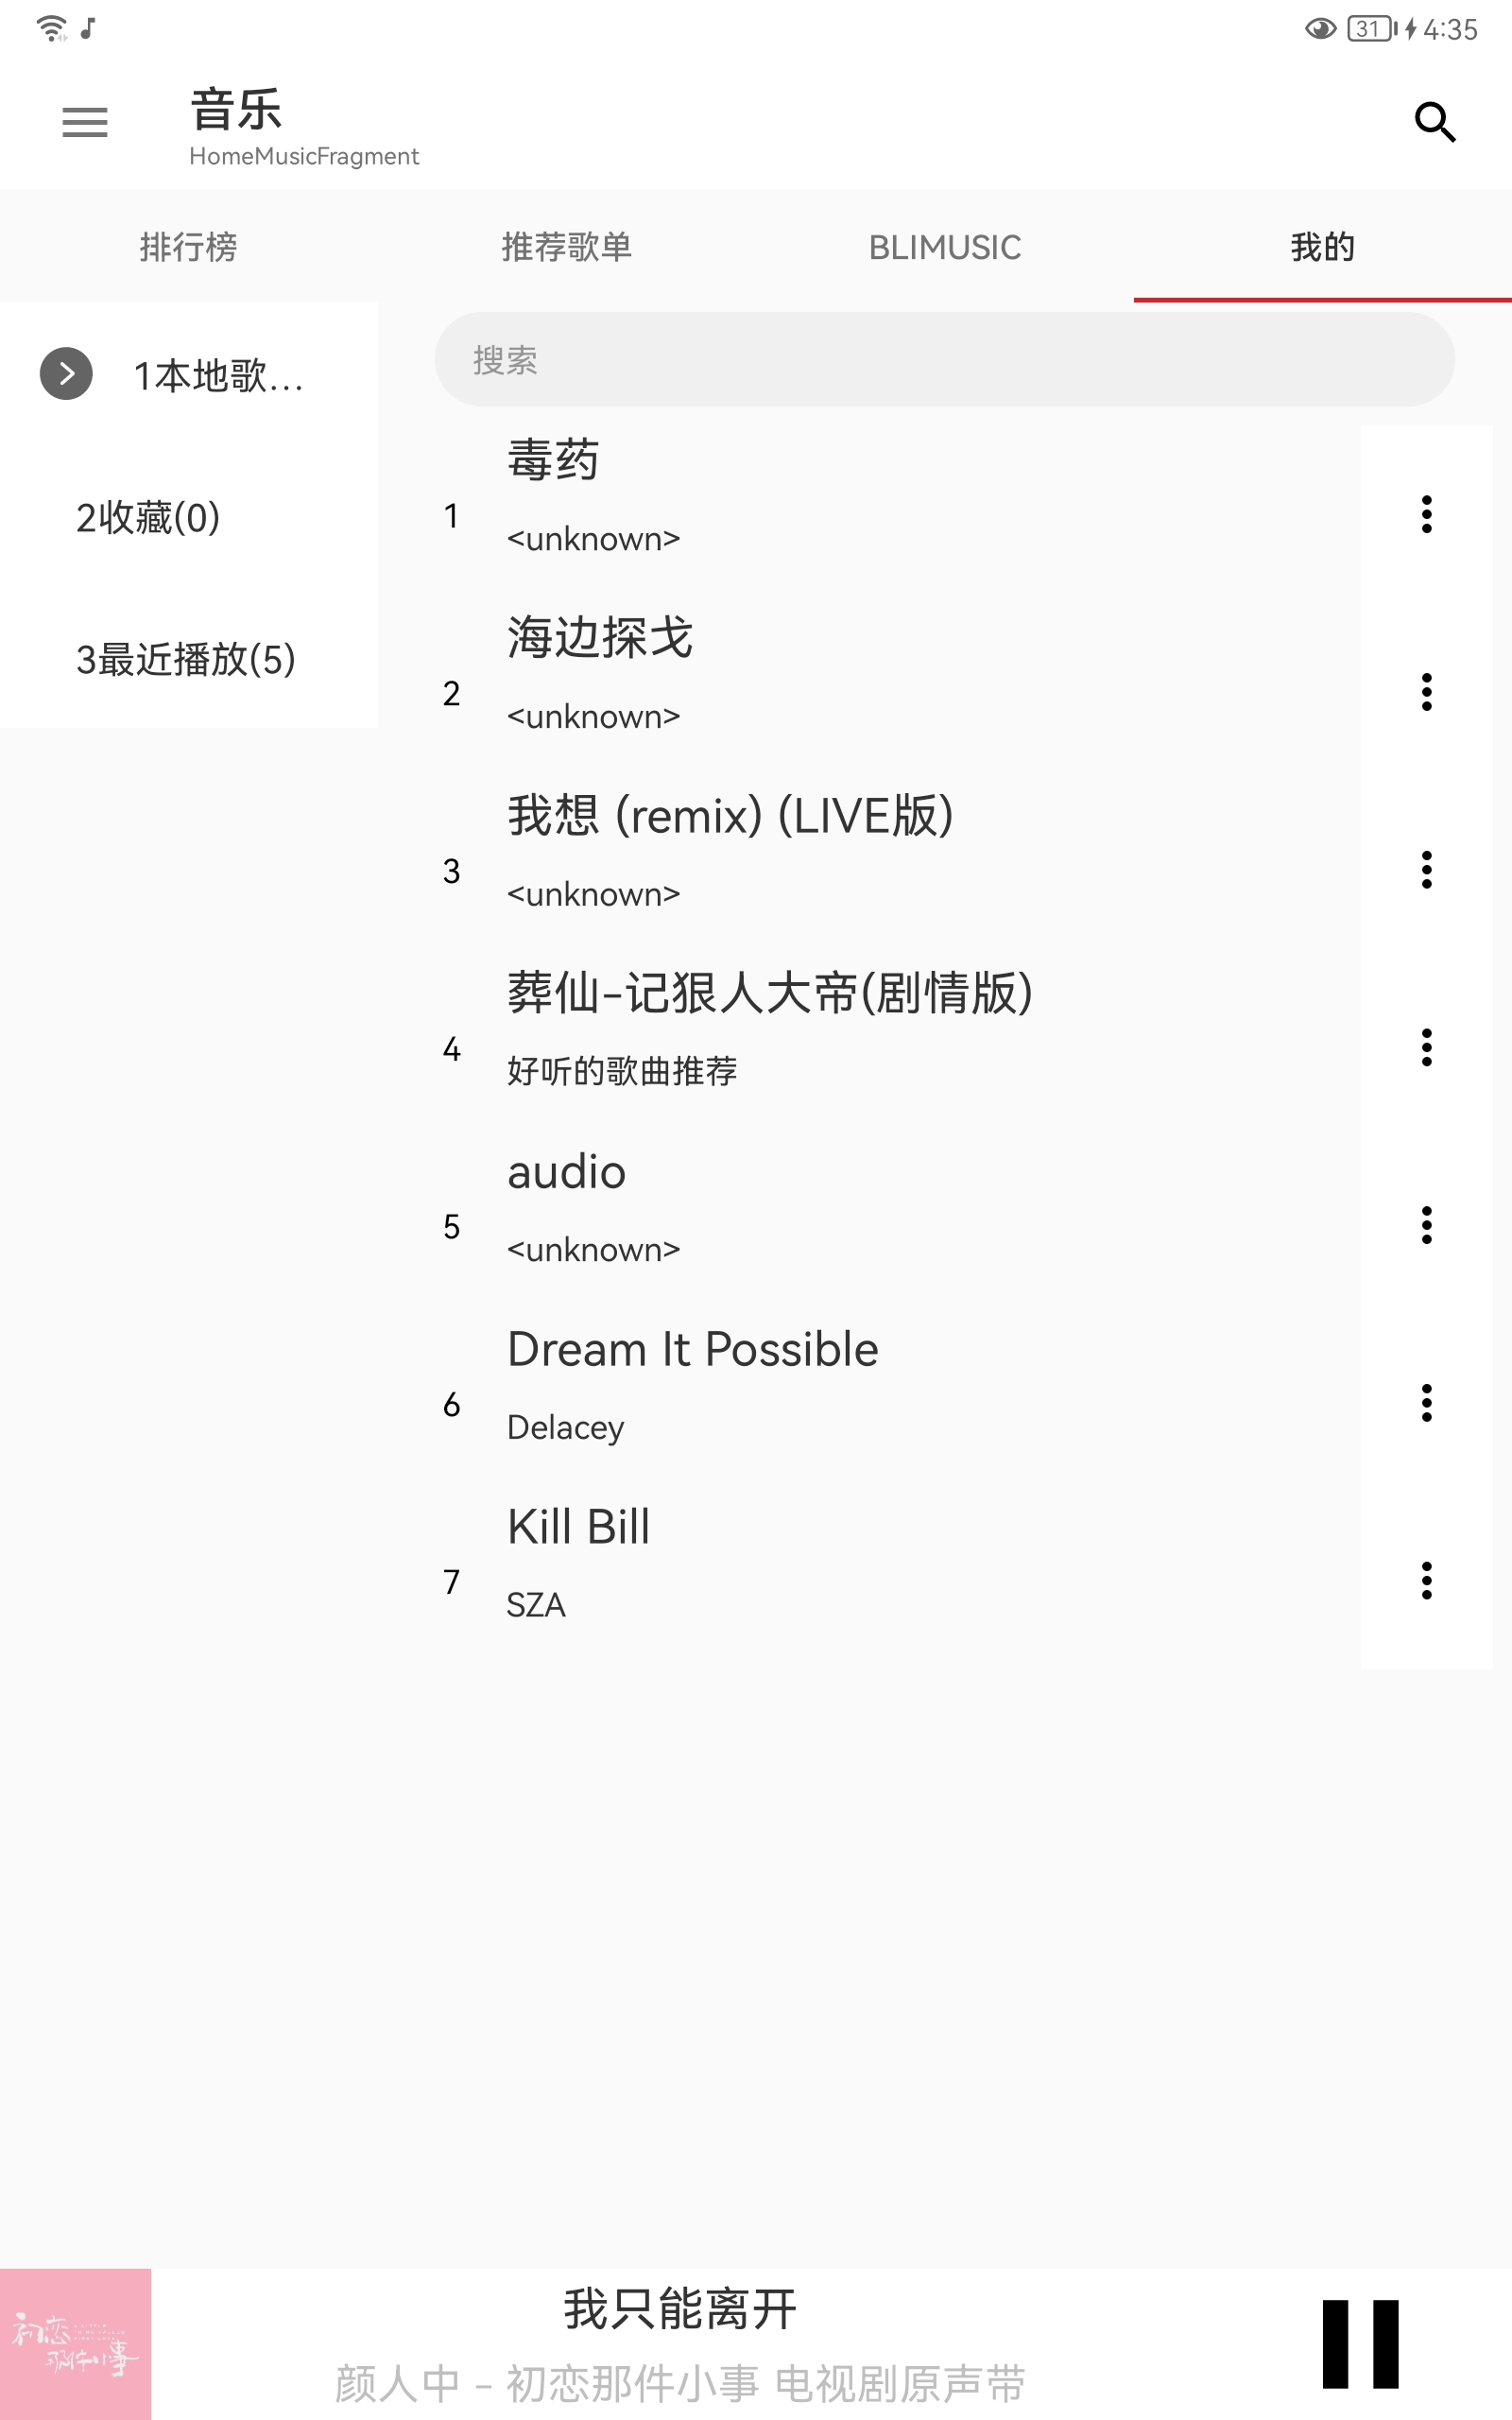 31 4:35
音乐
HomeMusicFragment
排行榜 推荐歌单 BLIMUSIC 我的
1本地歌...
2收藏(0)
3最近播放(5)
搜索
1
毒药
<unknown>
2
海边探戈
<unknown>
3
我想 (remix) (LIVE版)
<unknown>
4
葬仙-记狠人大帝(剧情版)
好听的歌曲推荐
5
audio
<unknown>
6
Dream It Possible
Delacey
7
Kill Bill
SZA
初恋
那件小事
我只能离开
颜人中 - 初恋那件小事 电视剧原声带